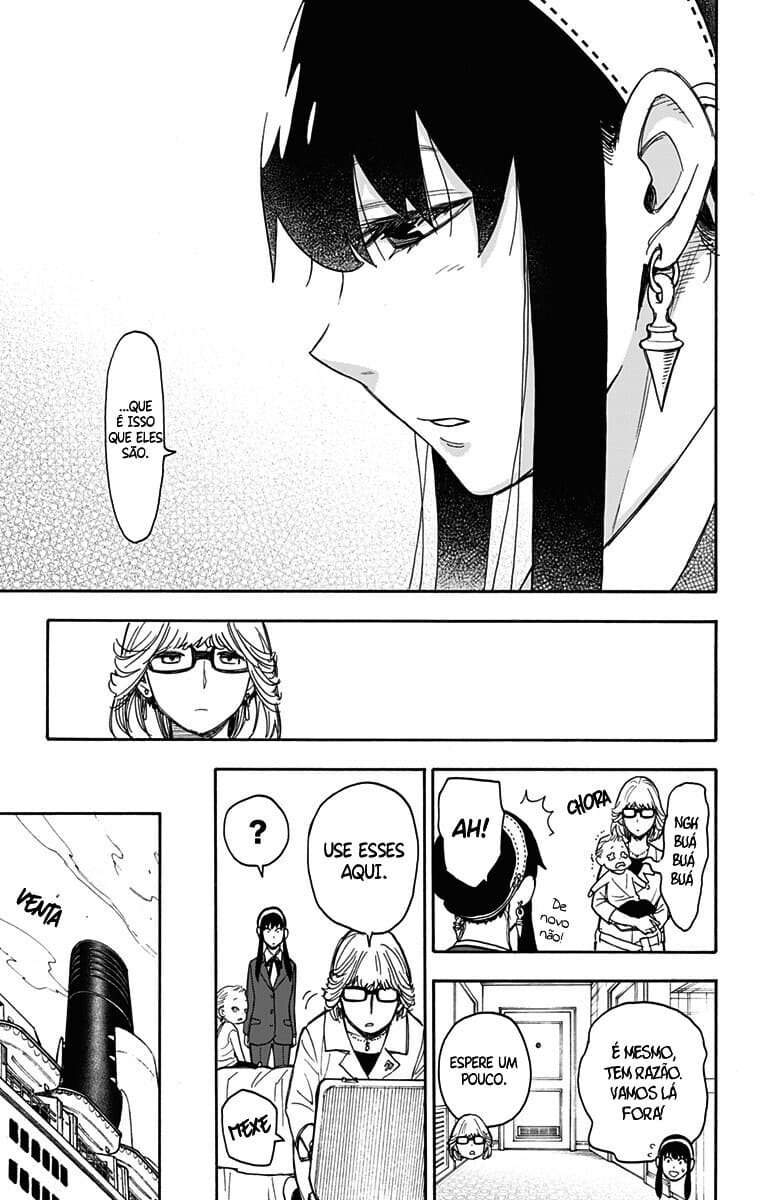 ...QUE
É ISSO
QUE ELES
SÃO.
NGH
BUÁ
BUÁ
BUÁ
CHORA
AH!
De
novo
não!
É MESMO,
TEM RAZÃO.
VAMOS LÁ
FORA!
ESPERE UM
POUCO.
USE ESSES
AQUI.
?
MEXE
VENTA